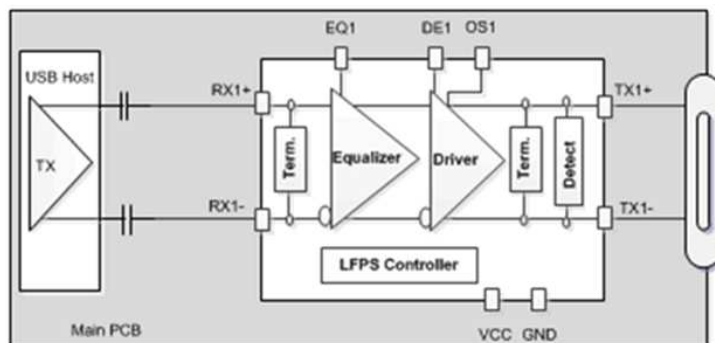 EQ1 DE1 OS1
USB Host
RX1+ TX1+
TX
Term. Equalizer Driver Term. Detect
RX1- TX1-
LFPS Controller
Main PCB
VCC GND